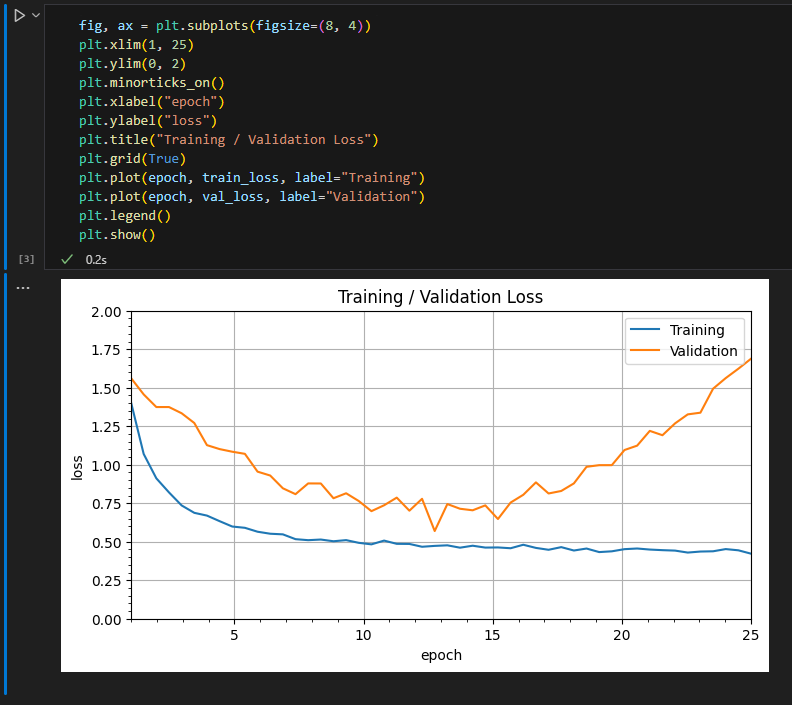 fig, ax = plt.subplots(figsize=(8, 4))
plt.xlim(1, 25)
plt.ylim(0, 2)
plt.minorticks_on()
plt.xlabel("epoch")
plt.ylabel("loss")
plt.title("Training / Validation Loss")
plt.grid(True)
plt.plot(epoch, train_loss, label="Training")
plt.plot(epoch, val_loss, label="Validation")
plt.legend()
plt.show()
[3] 0.2s
...
Training / Validation Loss
2.00
1.75
1.50
1.25
1.00
0.75
0.50
0.25
0.00
loss
Training
Validation
5 10 15 20 25
epoch